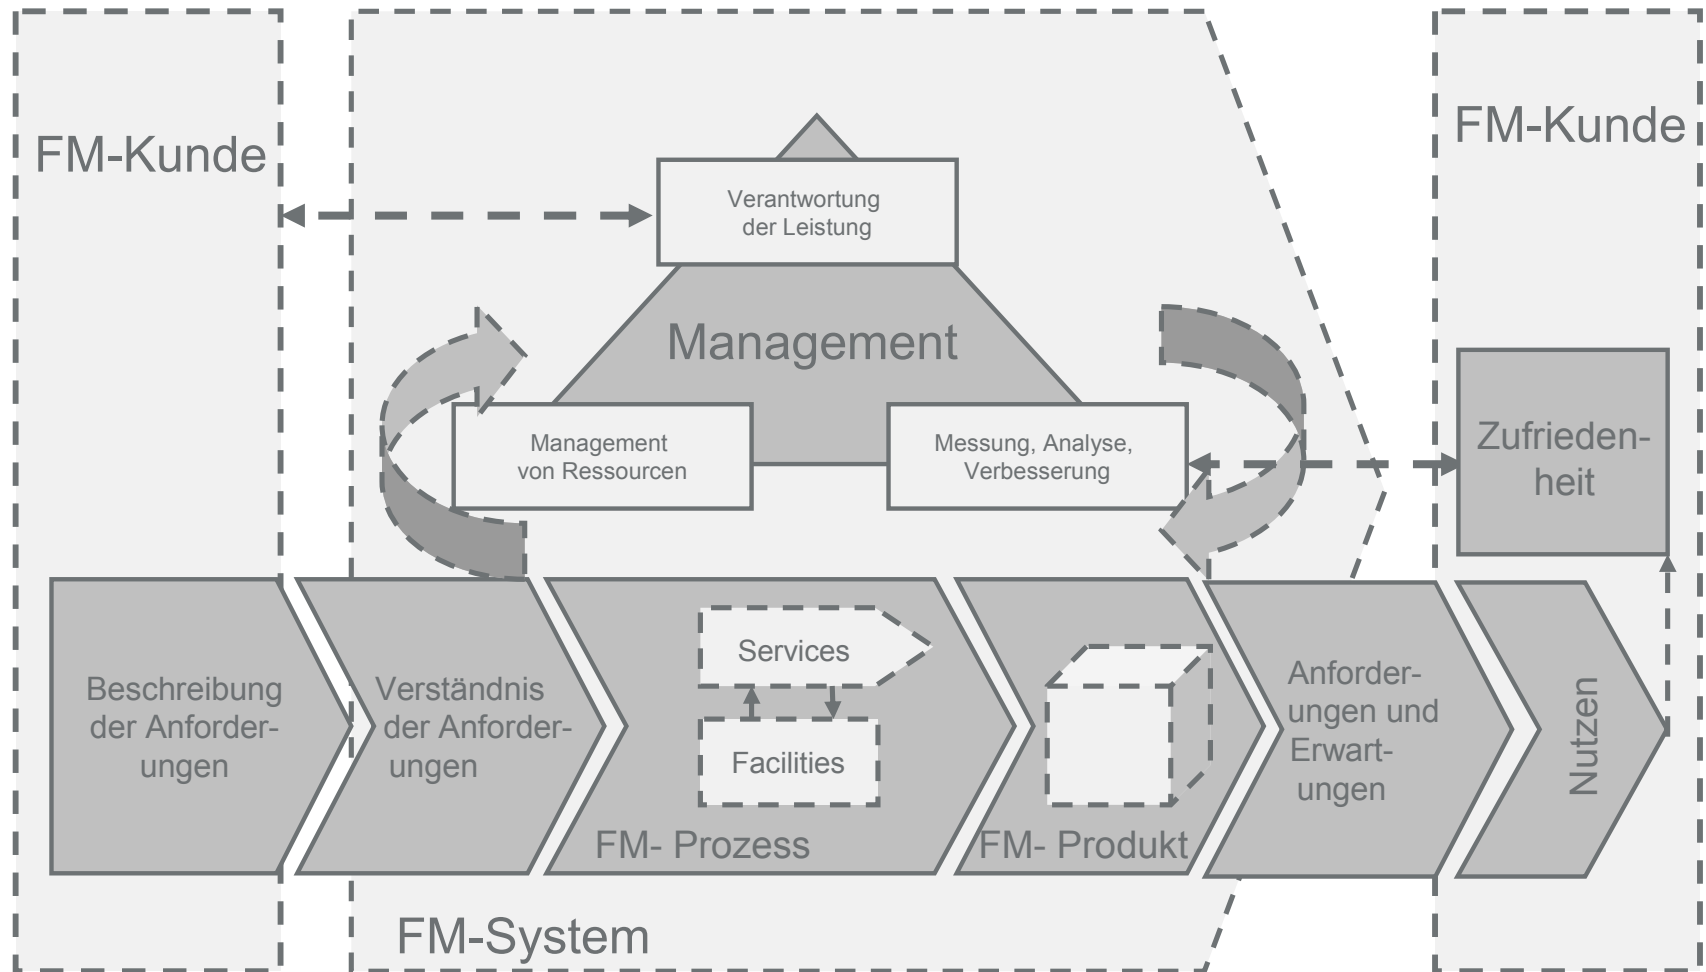 FM-Kunde
FM-Kunde
Verantwortung
der Leistung
Management
Management
von Ressourcen
Messung, Analyse,
Verbesserung
Zufrieden-
heit
Beschreibung
der Anforder-
ungen
Verständnis
der Anforder-
ungen
Services
Facilities
FM- Prozess
FM- Produkt
Anforder-
ungen und
Erwart-
ungen
Nutzen
FM-System